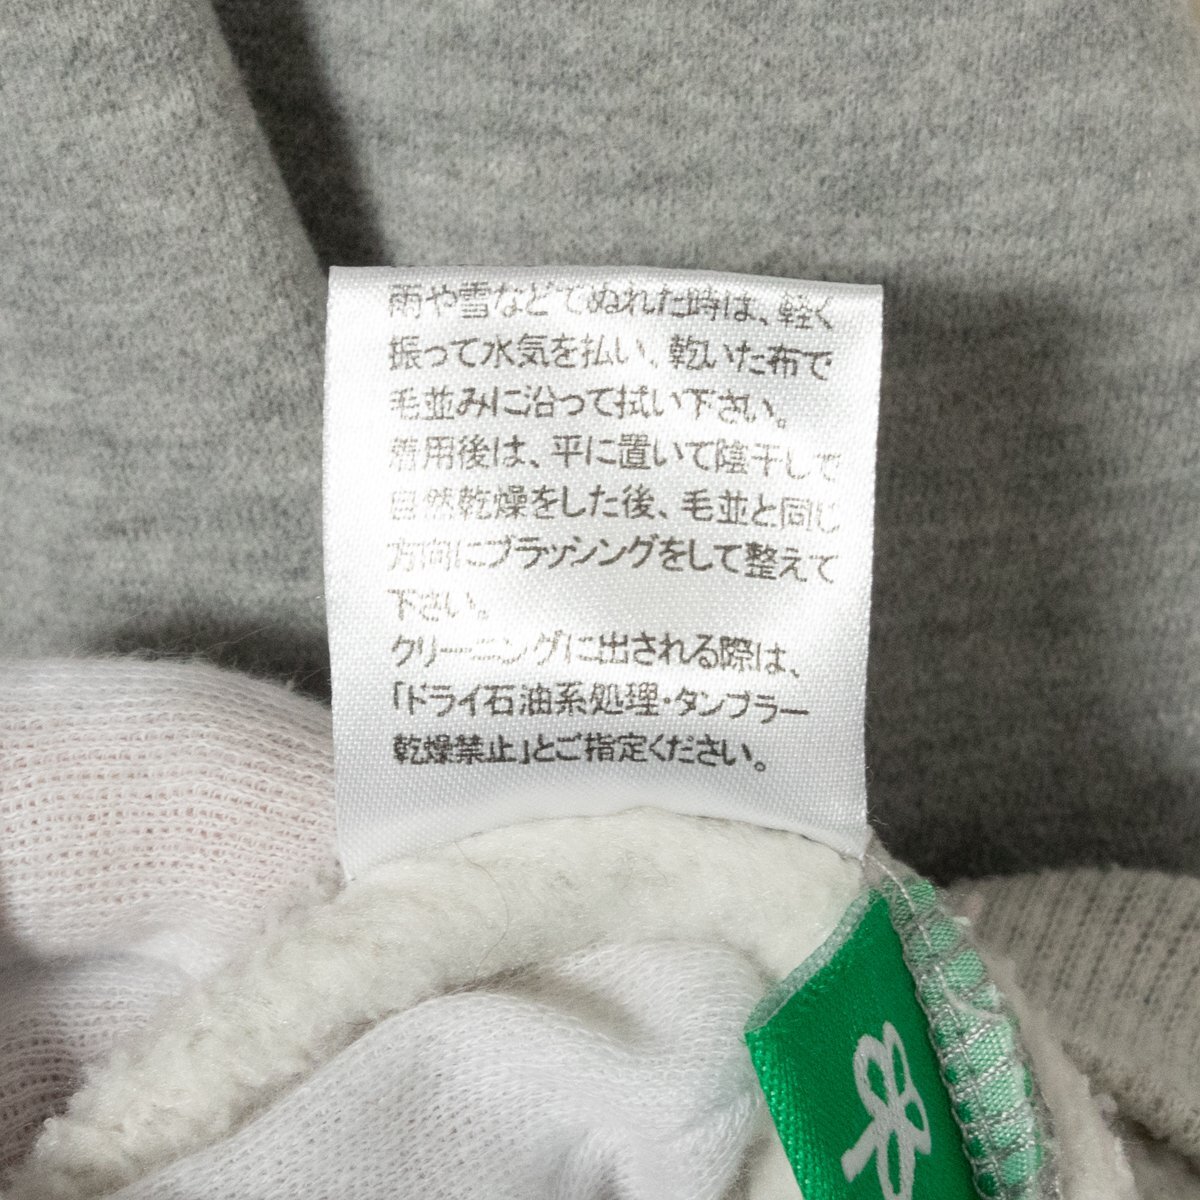 雨や雪などでぬれた時は、軽く
振って水気を払い、乾いた布で
毛並みに沿って拭い下さい。
着用後は、平に置いて陰干しで
自然乾燥をした後、毛並と同じ
方向にブラッシングをして整えて
下さい。
クリーニングに出される際は、
「ドライ石油系処理・タンブラー
乾燥禁止」とご指定ください。